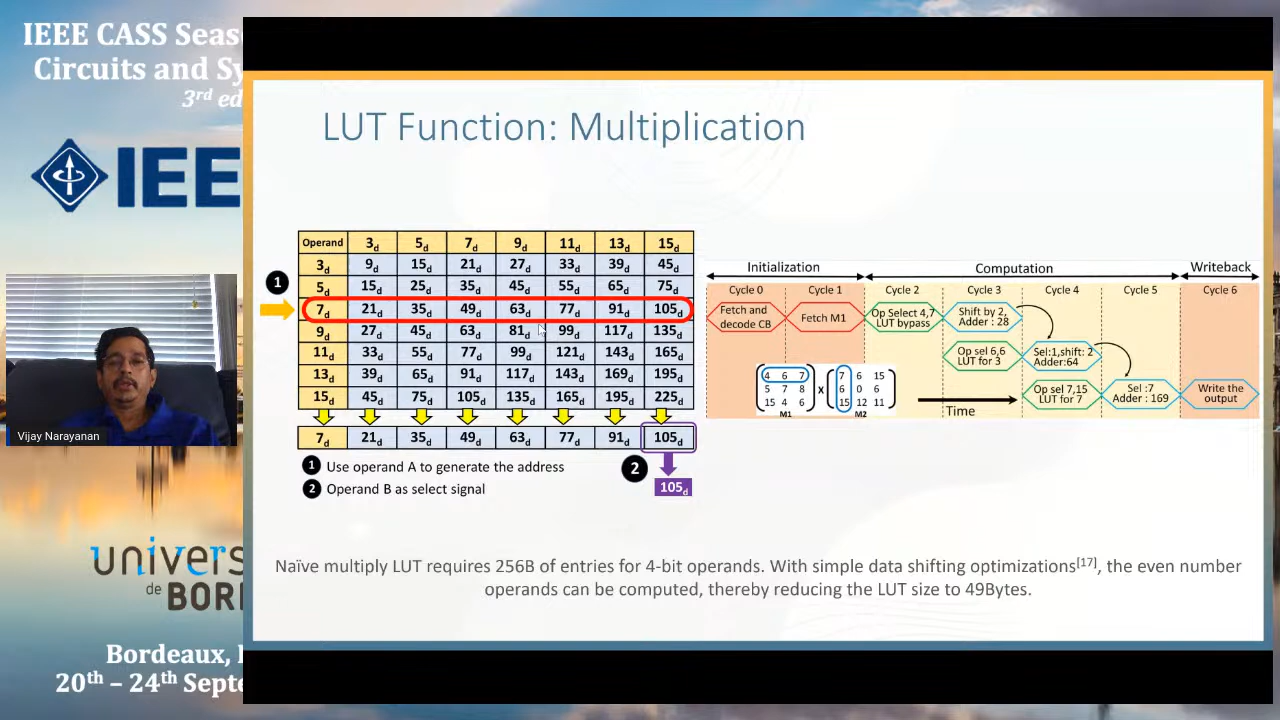 IEEE CASS Seas
Circuits and Sy
3rd ed
IEE
Vijay Narayanan
univers
de BORD
Bordeaux,
20th – 24th Septe
LUT Function: Multiplication
Operand 3d 5d 7d 9d 11d 13d 15d
3d 9d 15d 21d 27d 33d 39d 45d
5d 15d 25d 35d 45d 55d 65d 75d
1
7d 21d 35d 49d 63d 77d 91d 105d
9d 27d 45d 63d 81d 99d 117d 135d
11d 33d 55d 77d 99d 121d 143d 165d
13d 39d 65d 91d 117d 143d 169d 195d
15d 45d 75d 105d 135d 165d 195d 225d
7d 21d 35d 49d 63d 77d 91d 105d
1 Use operand A to generate the address
2 Operand B as select signal
2
105d
Initialization Computation Writeback
Cycle 0 Cycle 1 Cycle 2 Cycle 3 Cycle 4 Cycle 5 Cycle 6
Fetch and
decode CB
Fetch M1
Op Select 4,7
LUT bypass
Shift by 2,
Adder : 28
Op sel 6,6
LUT for 3
Sel:1,shift: 2
Adder:64
Op sel 7,15
LUT for 7
Sel :7
Adder : 169
Write the
output
4 6 7
5 7 8
15 4 6
M1
x
7 6 15
6 0 6
15 12 11
M2
Time
Naïve multiply LUT requires 256B of entries for 4-bit operands. With simple data shifting optimizations[17], the even number
operands can be computed, thereby reducing the LUT size to 49Bytes.